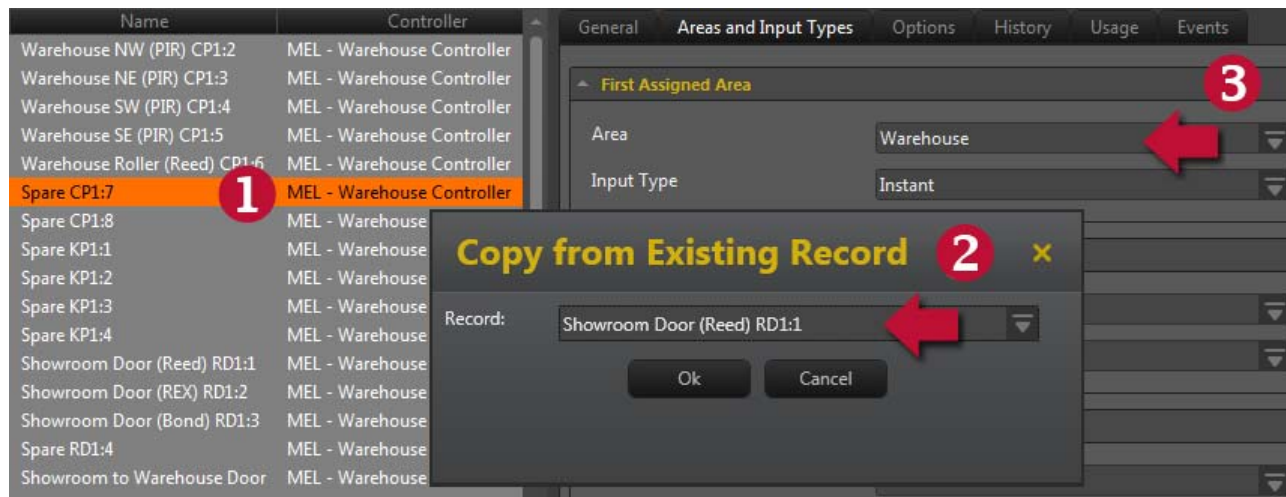 Name Controller
Warehouse NW (PIR) CP1:2 MEL - Warehouse Controller
Warehouse NE (PIR) CP1:3 MEL - Warehouse Controller
Warehouse SW (PIR) CP1:4 MEL - Warehouse Controller
Warehouse SE (PIR) CP1:5 MEL - Warehouse Controller
Warehouse Roller (Reed) CP1:6 MEL - Warehouse Controller
Spare CP1:7 MEL - Warehouse Controller
1
Spare CP1:8 MEL - Warehouse
Spare KP1:1 MEL - Warehouse
Spare KP1:2 MEL - Warehouse
Spare KP1:3 MEL - Warehouse
Spare KP1:4 MEL - Warehouse
Showroom Door (Reed) RD1:1 MEL - Warehouse
Showroom Door (REX) RD1:2 MEL - Warehouse
Showroom Door (Bond) RD1:3 MEL - Warehouse
Spare RD1:4 MEL - Warehouse
Showroom to Warehouse Door MEL - Warehouse
General Areas and Input Types Options History Usage Events
First Assigned Area
3
Area Warehouse
Input Type Instant
Copy from Existing Record 2 ×
Record: Showroom Door (Reed) RD1:1
Ok Cancel